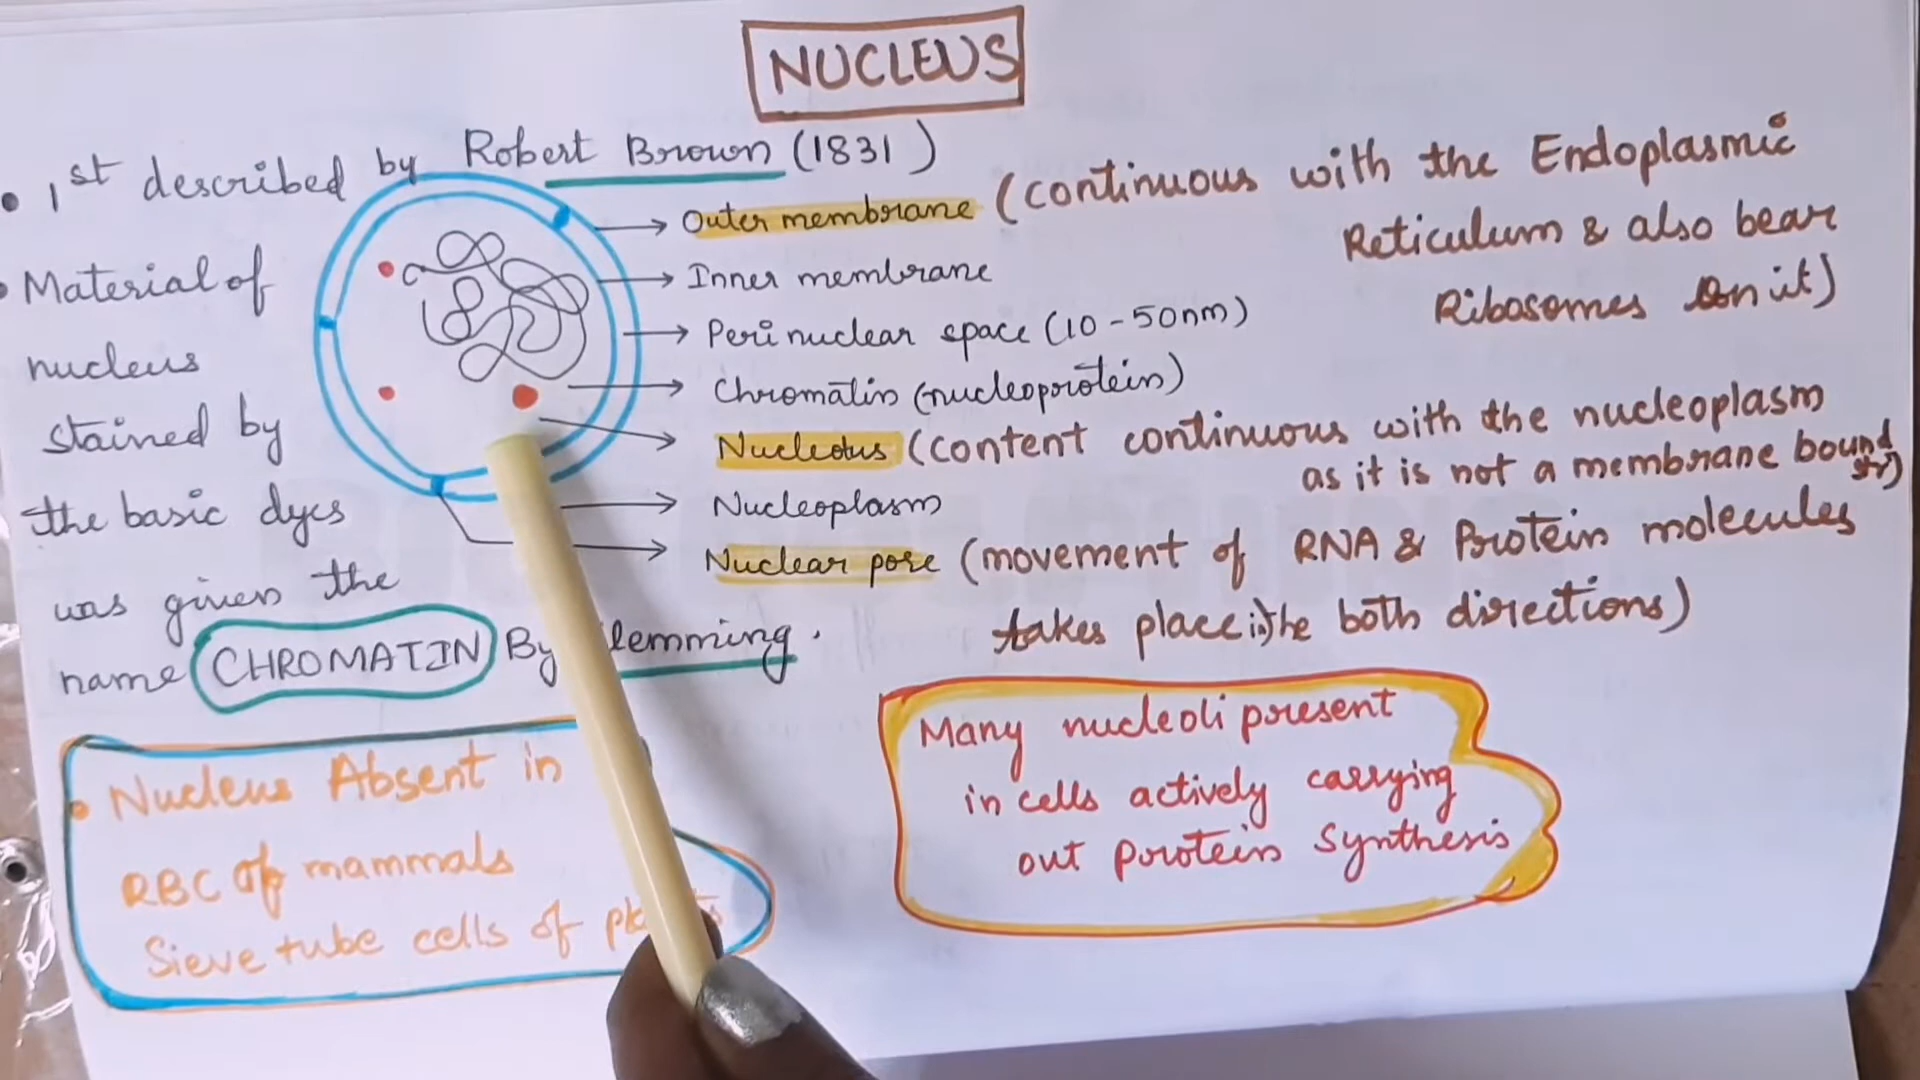 NUCLEUS
• 1st described by Robert Brown (1831)
• Material of
nucleus
stained by
the basic dyes
was given the
name CHROMATIN By lemming.
→ Outer membrane (continuous with the Endoplasmic
Reticulum & also bear
Ribosomes on it)
→ Inner membrane
→ Perinuclear space (10-50nm)
→ Chromatin (nucleoprotein)
→ (content continuous with the nucleoplasm
as it is not a membrane bound
str)
→ Nucleoplasm
→ Nuclear pore (movement of RNA & Protein molecules
takes place in the both directions)
• Nucleus Absent in
RBC of mammals
Sieve tube cells of
Many nucleoli present
in cells actively carrying
out protein synthesis